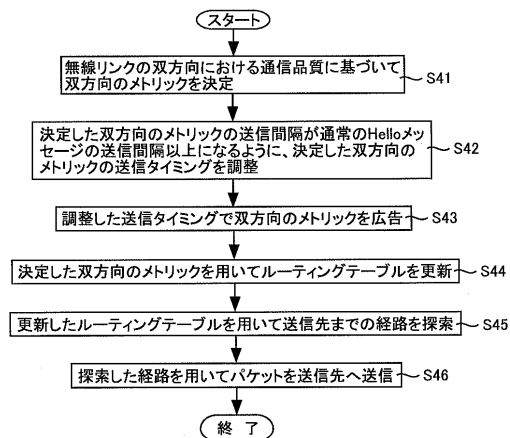 スタート
無線リンクの双方向における通信品質に基づいて
双方向のメトリックを決定
S41
決定した双方向のメトリックの送信間隔が通常のHelloメッ
セージの送信間隔以上になるように、決定した双方向の
メトリックの送信タイミングを調整
S42
調整した送信タイミングで双方向のメトリックを広告
S43
決定した双方向のメトリックを用いてルーティングテーブルを更新
S44
更新したルーティングテーブルを用いて送信先までの経路を探索
S45
探索した経路を用いてパケットを送信先へ送信
S46
終 了